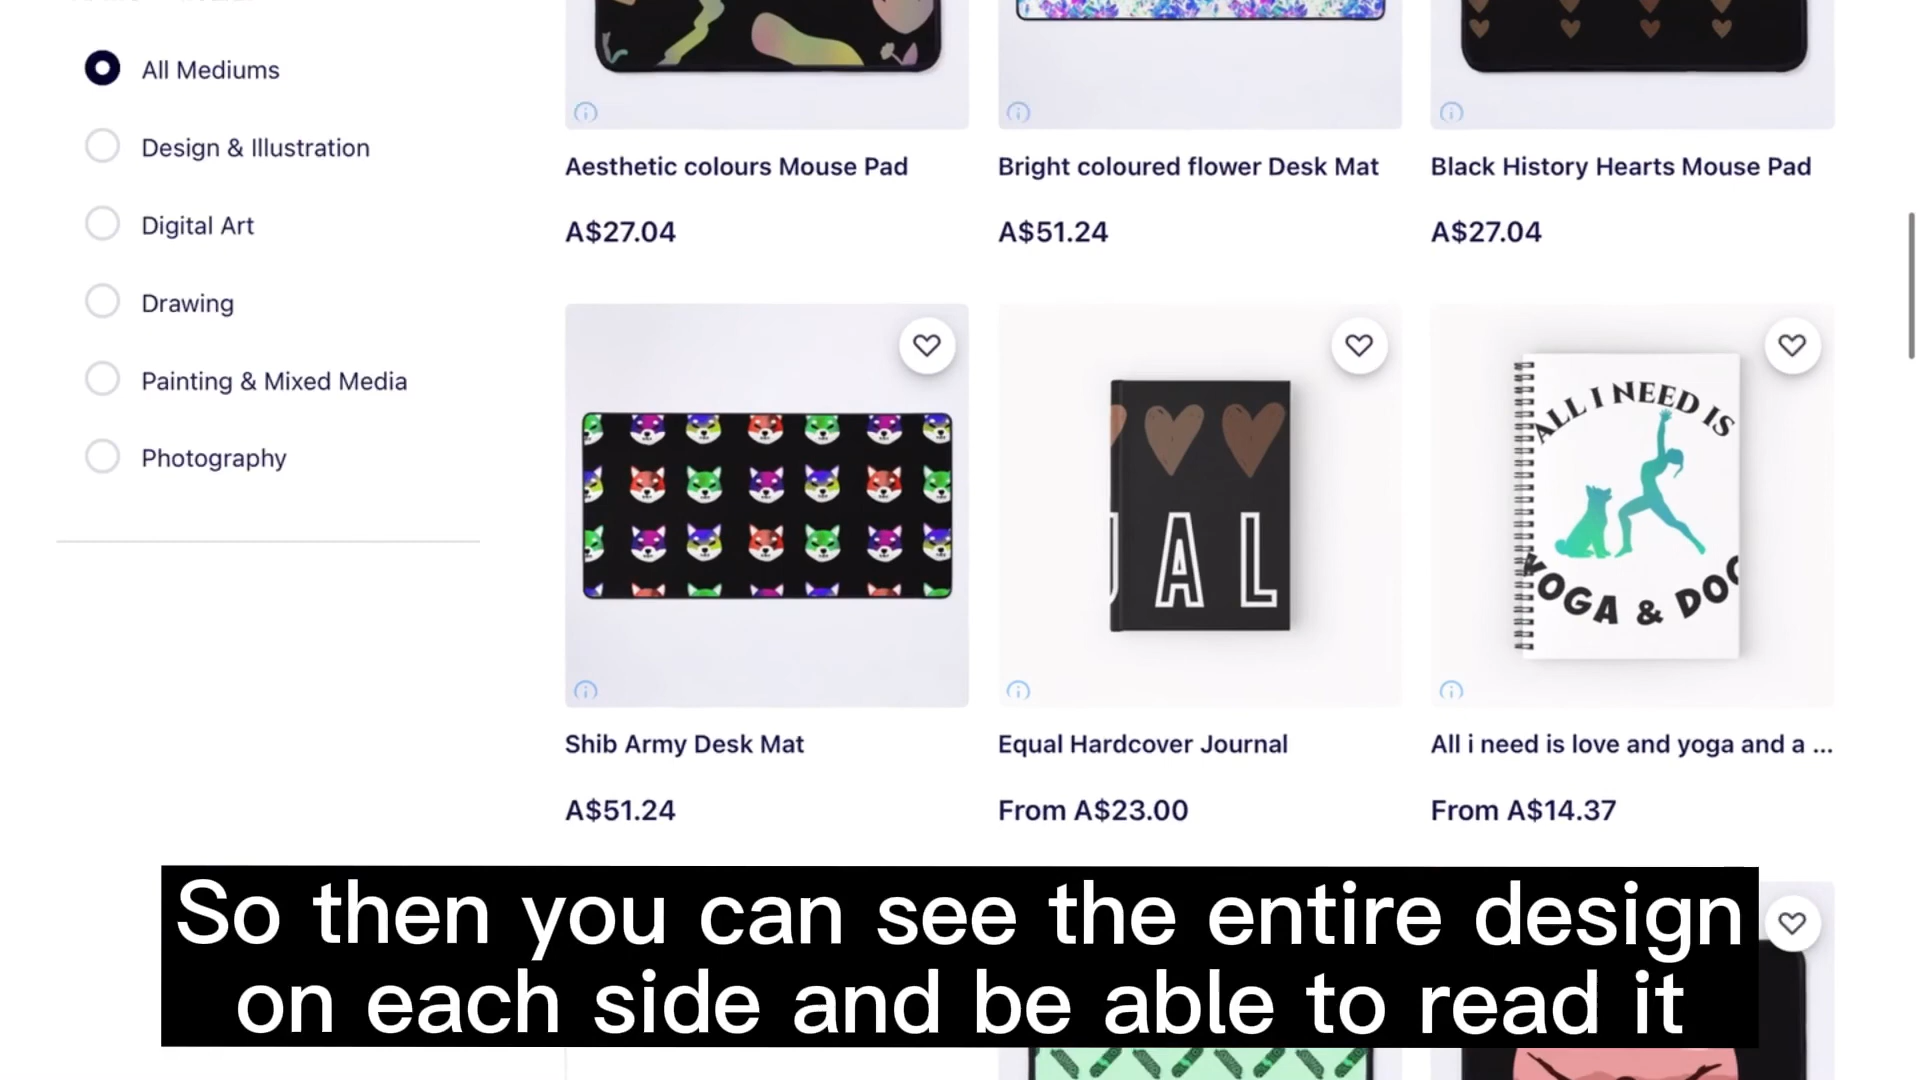 All Mediums
Design & Illustration
Digital Art
Drawing
Painting & Mixed Media
Photography
Aesthetic colours Mouse Pad
A$27.04
Bright coloured flower Desk Mat
A$51.24
Black History Hearts Mouse Pad
A$27.04
Shib Army Desk Mat
A$51.24
UAL
Equal Hardcover Journal
From A$23.00
ALL I NEED IS
YOGA & DOG
All i need is love and yoga and a ...
From A$14.37
So then you can see the entire design
on each side and be able to read it